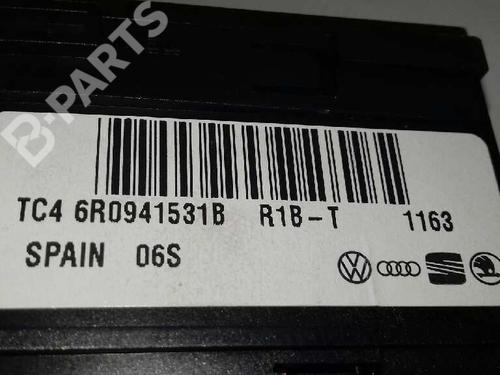 B-PARTS
TC4 6R0941531B R1B-T 1163
SPAIN 06S